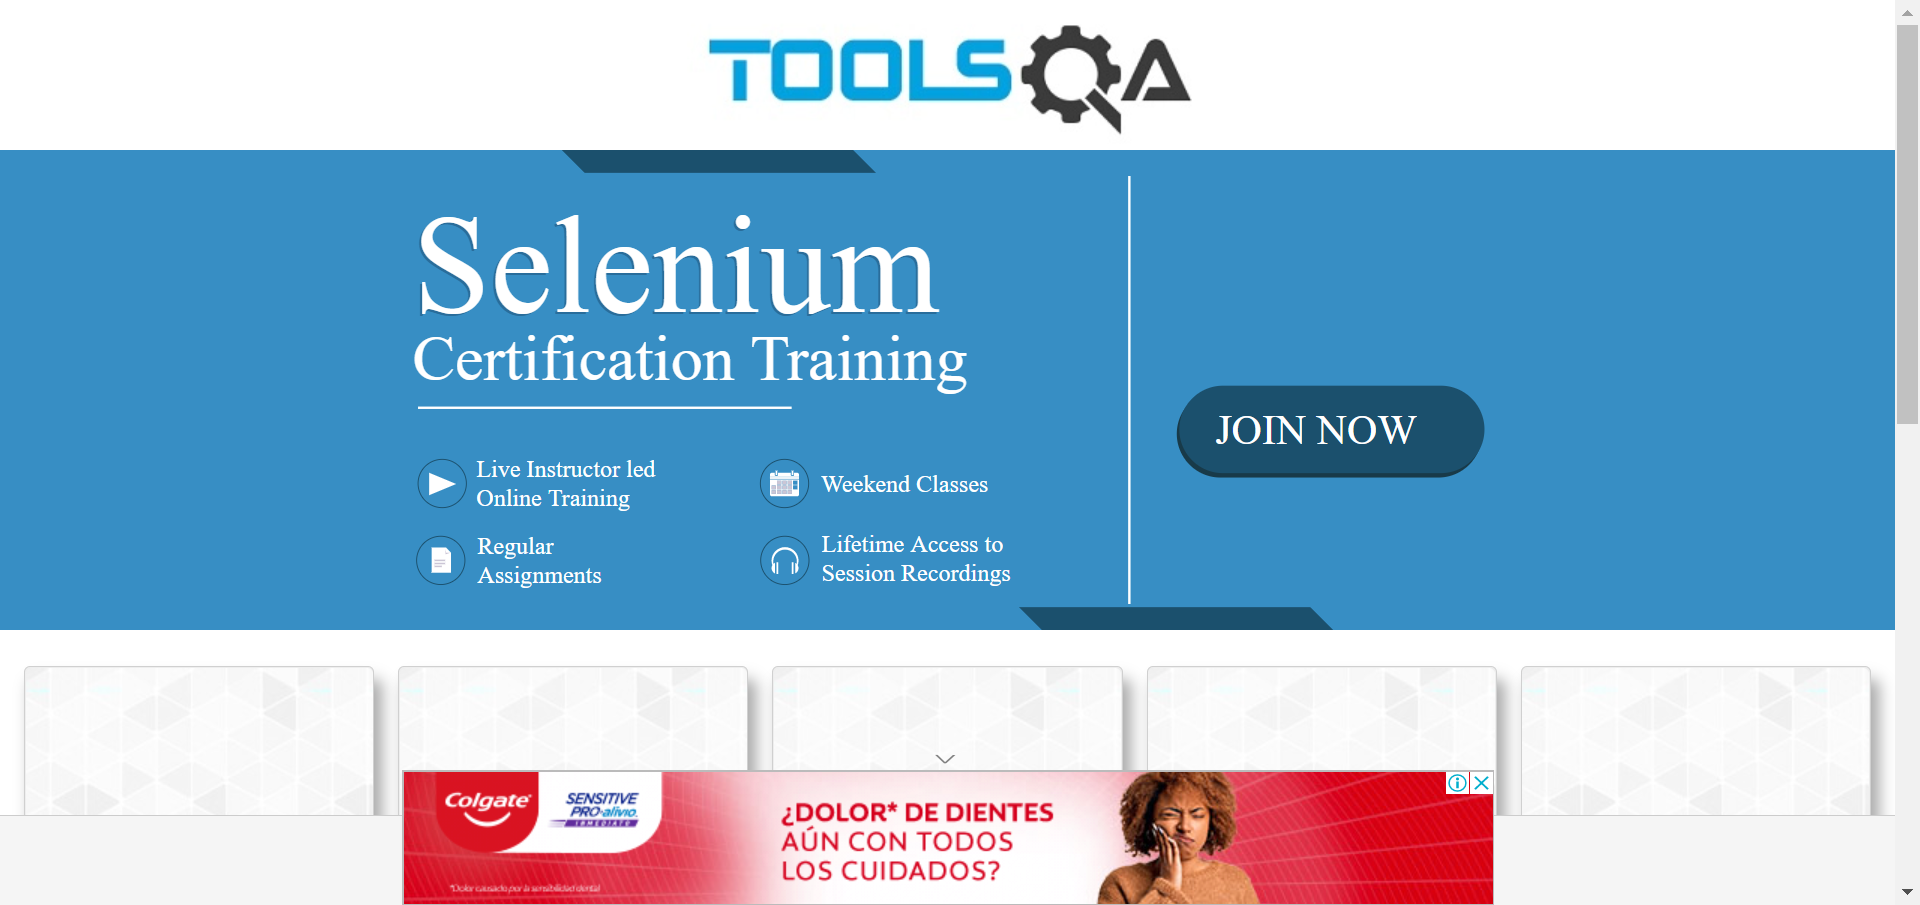 TOOLSQA
Selenium
Certification Training
Live Instructor led
Online Training
Weekend Classes
Regular
Assignments
Lifetime Access to
Session Recordings
JOIN NOW
Colgate
SENSITIVE
PRO-alivio
INMEDIATO
¿DOLOR* DE DIENTES
AÚN CON TODOS
LOS CUIDADOS?
*Dolor causado por la sensibilidad dental